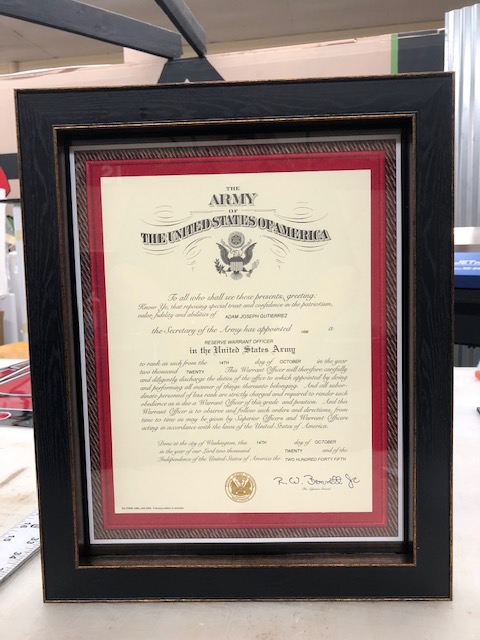 THE
ARMY
OF
THE UNITED STATES OF AMERICA
To all who shall see these presents, greeting:
Know Ye, that reposing special trust and confidence in the patriotism,
valor, fidelity and abilities of ADAM JOSEPH GUTIERREZ
the Secretary of the Army has appointed HIM a:
RESERVE WARRANT OFFICER
in the United States Army
to rank as such from the 14TH day of OCTOBER in the year
two thousand TWENTY This Warrant Officer will therefore carefully
and diligently discharge the duties of the office to which appointed by doing
and performing all manner of things thereunto belonging. And all subor-
dinate personnel of less rank are strictly charged and required to render such
obedience as is due a Warrant Officer of this grade and position. And this
Warrant Officer is to observe and follow such orders and directions, from
time to time as may be given by Superior Officers and Warrant Officers
acting in accordance with the laws of the United States of America.
Done at the city of Washington, this 14TH day of OCTOBER
in the year of our Lord two thousand TWENTY and of the
Independence of the United States of America the TWO HUNDRED FORTY FIFTH
JET